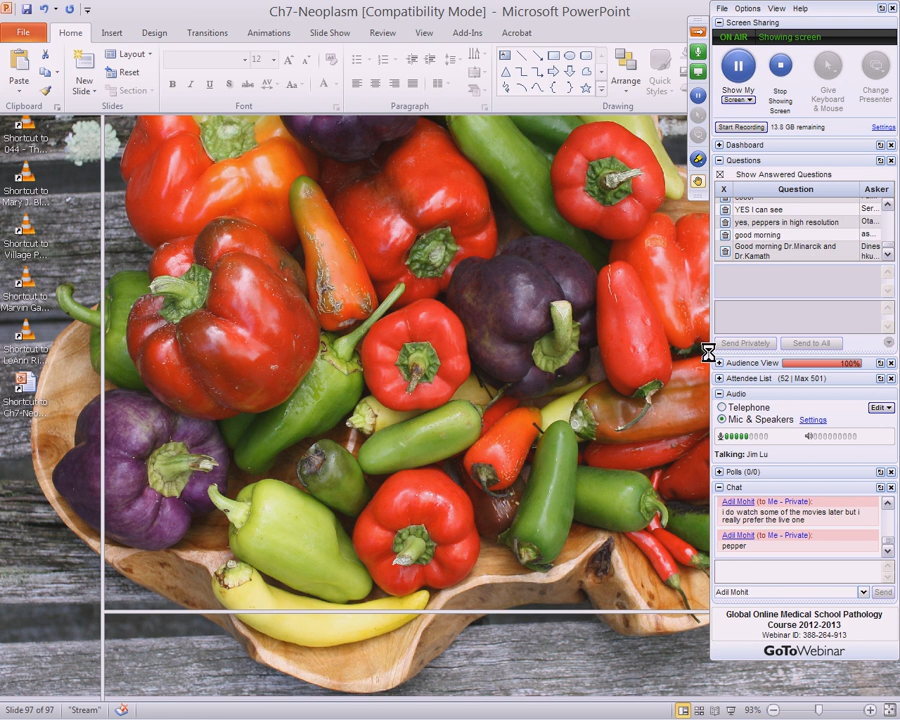 Ch7-Neoplasm [Compatibility Mode] - Microsoft PowerPoint
File Home Insert Design Transitions Animations Slide Show Review View Add-Ins Acrobat
Paste
New
Slide
Layout
Reset
Section
12
Arrange
Quick
Styles
Clipboard Slides Font Paragraph Drawing
Shortcut to
044 - Th...
Shortcut to
Mary J. Bl...
Shortcut to
Village P...
Shortcut to
Marvin Ga...
Shortcut to
LeAnn Ri...
Shortcut to
Ch7-Neo...
File Options View Help
Screen Sharing
ON AIR Showing screen
Show My
Screen
Stop
Showing
Screen
Give
Keyboard
& Mouse
Change
Presenter
Start Recording 13.8 GB remaining Settings
Dashboard
Questions
Show Answered Questions
X Question Asker
YES I can see Ser...
yes, peppers in high resolution Ota...
good morning as...
Good morning Dr.Minarcik and Dines
Dr.Kamath hku...
Send Privately Send to All
Audience View 100%
Attendee List (52 | Max 501)
Audio
Telephone Edit
Mic & Speakers Settings
Talking: Jim Lu
Polls (0/0)
Chat
Adil Mohit (to Me - Private):
i do watch some of the movies later but i
really prefer the live one
Adil Mohit (to Me - Private):
pepper
Adil Mohit Send
Global Online Medical School Pathology
Course 2012-2013
Webinar ID: 388-264-913
GoToWebinar
Slide 97 of 97 "Stream" 93%